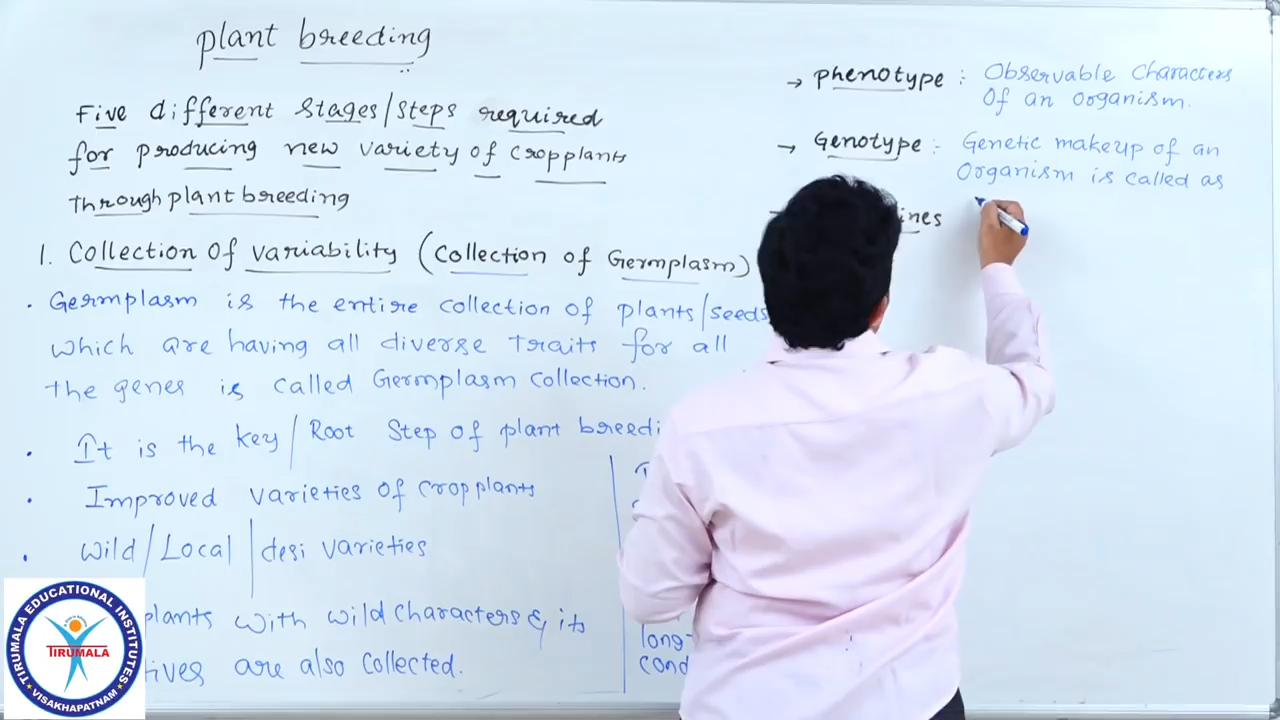 plant breeding
Five different stages/steps required
for producing new variety of crop plants
through plant breeding
1. Collection of variability (Collection of Germplasm)
• Germplasm is the entire collection of plants/seeds
which are having all diverse traits for all
the genes is called Germplasm collection.
• It is the key/Root Step of plant breedi
• Improved varieties of crop plants
• Wild/Local/desi varieties
plants with wild characters & its
tives are also collected.
long-
cond
→ Phenotype : Observable characters
Of an Organism.
→ Genotype :- Genetic makeup of an
Organism is called as
ines
TIRUMALA EDUCATIONAL INSTITUTES
TIRUMALA
VISAKHAPATNAM